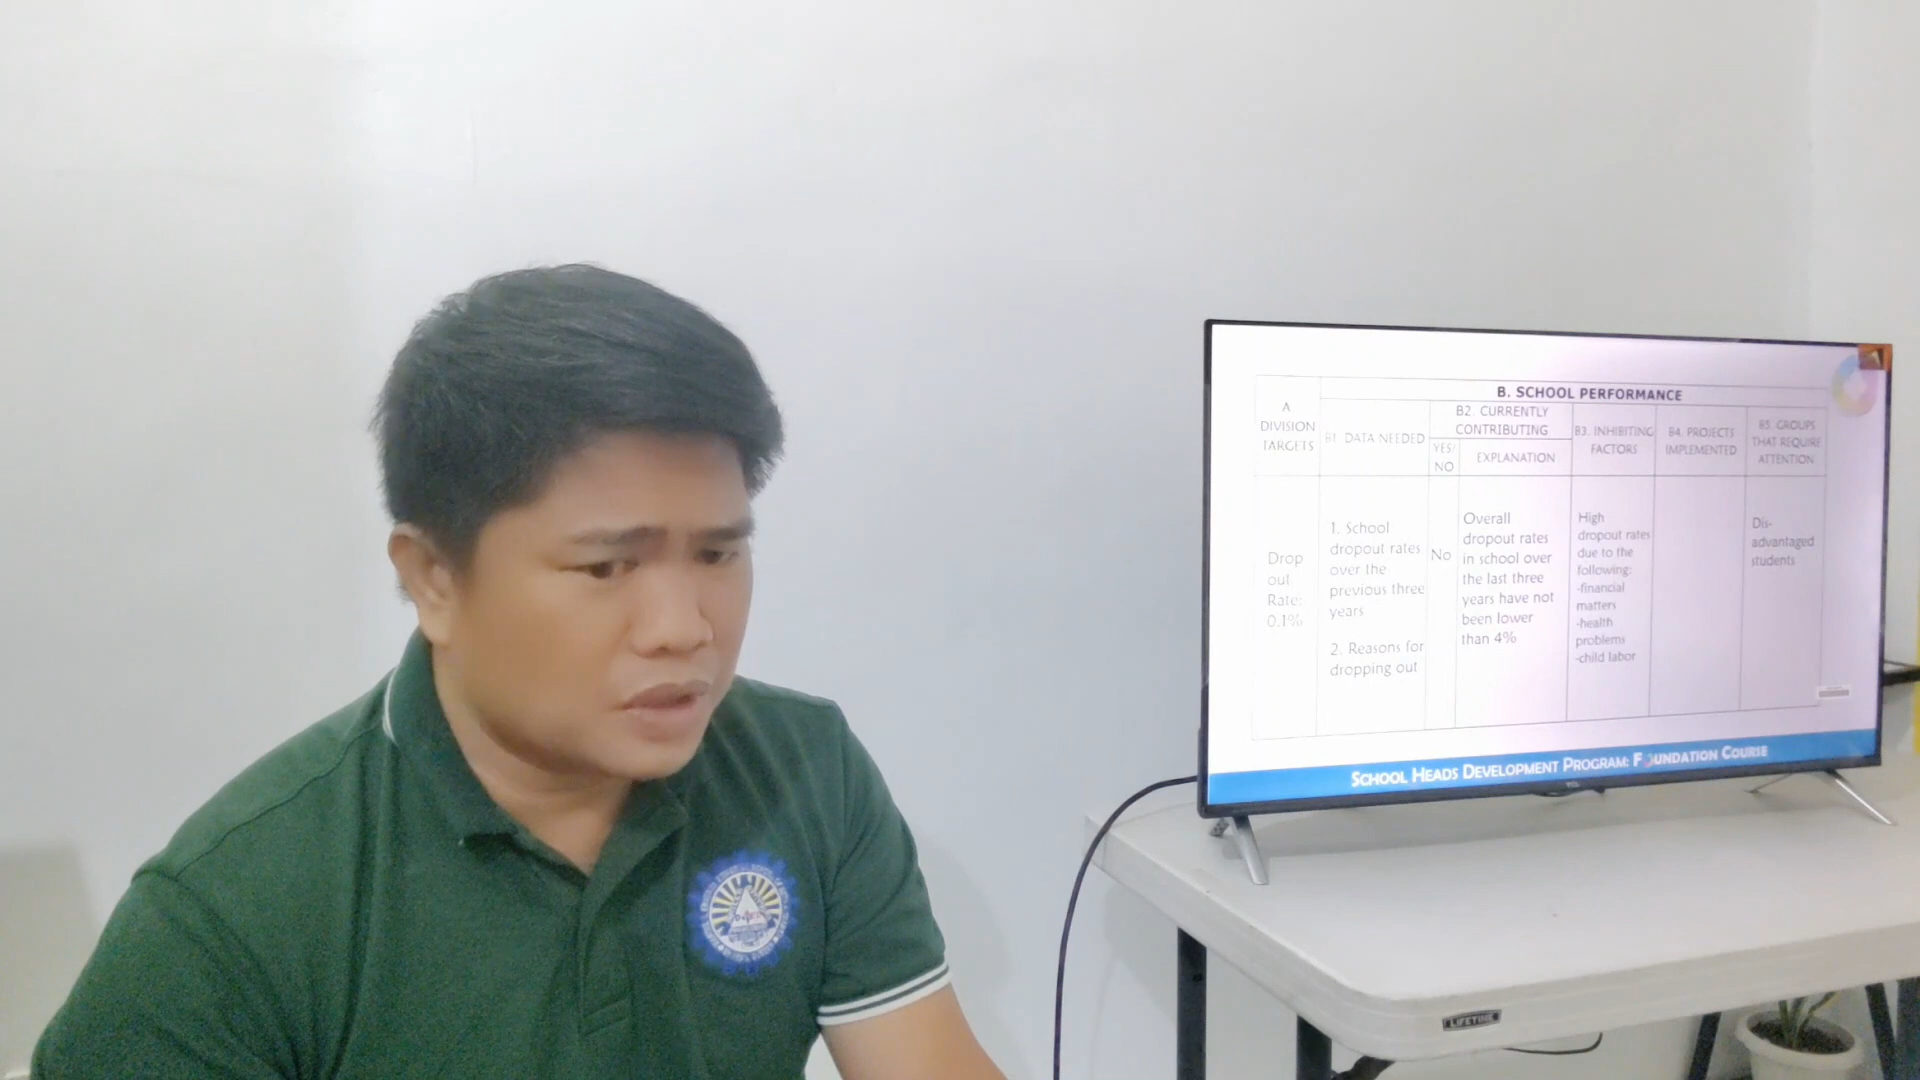 B. SCHOOL PERFORMANCE
A
DIVISION
TARGETS
B1. DATA NEEDED
B2. CURRENTLY
CONTRIBUTING
YES/
NO
EXPLANATION
B3. INHIBITING
FACTORS
B4. PROJECTS
IMPLEMENTED
B5. GROUPS
THAT REQUIRE
ATTENTION
Drop
out
Rate:
0.1%
1. School
dropout rates
over the
previous three
years
2. Reasons for
dropping out
No
Overall
dropout rates
in school over
the last three
years have not
been lower
than 4%
High
dropout rates
due to the
following:
-financial
matters
-health
problems
-child labor
Dis-
advantaged
students
SCHOOL HEADS DEVELOPMENT PROGRAM: FOUNDATION COURSE
TCL
LIFETIME